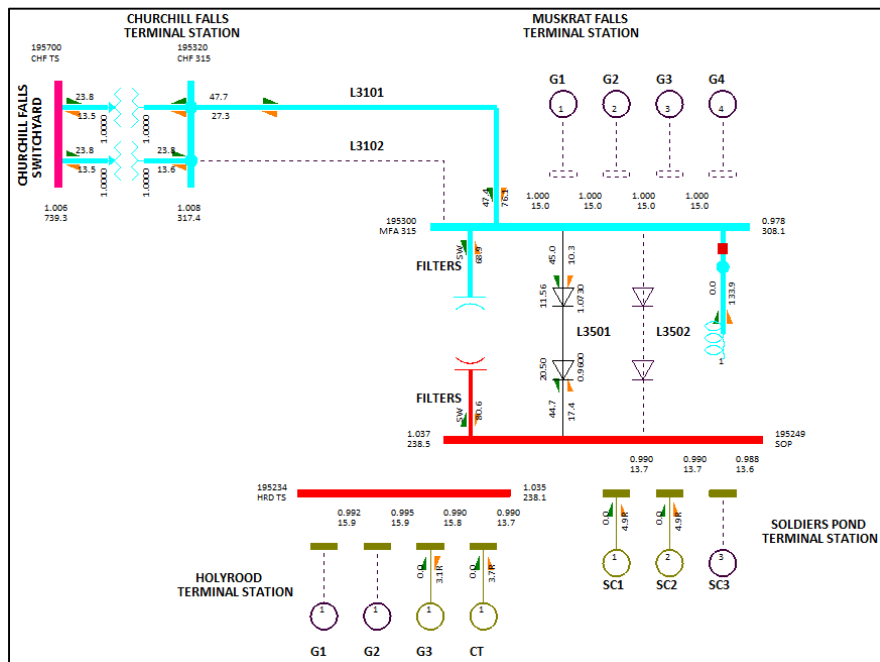 CHURCHILL FALLS
TERMINAL STATION
MUSKRAT FALLS
TERMINAL STATION
195700
CHF TS
195320
CHF 315
G1
G2
G3
G4
23.8
47.7
L3101
1
2
3
4
13.5
1.0000
1.0000
27.3
CHURCHILL FALLS
SWITCHYARD
23.8
23.8
L3102
13.5
1.0000
1.0000
13.6
1.006
739.3
1.008
317.4
47.4
76.1
1.000
15.0
1.000
15.0
1.000
15.0
1.000
15.0
195300
MFA 315
0.978
308.1
SW
68.9
45.0
10.3
FILTERS
11.56
1.0730
0.0
133.9
L3501
L3502
20.50
0.9600
1
FILTERS
SW
80.6
44.7
17.4
1.037
238.5
195249
SOP
0.990
13.7
0.990
13.7
0.988
13.6
195234
HRD TS
1.035
238.1
0.992
15.9
0.995
15.9
0.990
15.8
0.990
13.7
0.0
4.9R
0.0
4.9R
SOLDIERS POND
TERMINAL STATION
1
2
3
SC1
SC2
SC3
HOLYROOD
TERMINAL STATION
0.0
3.1R
0.0
3.7R
1
1
1
1
G1
G2
G3
CT